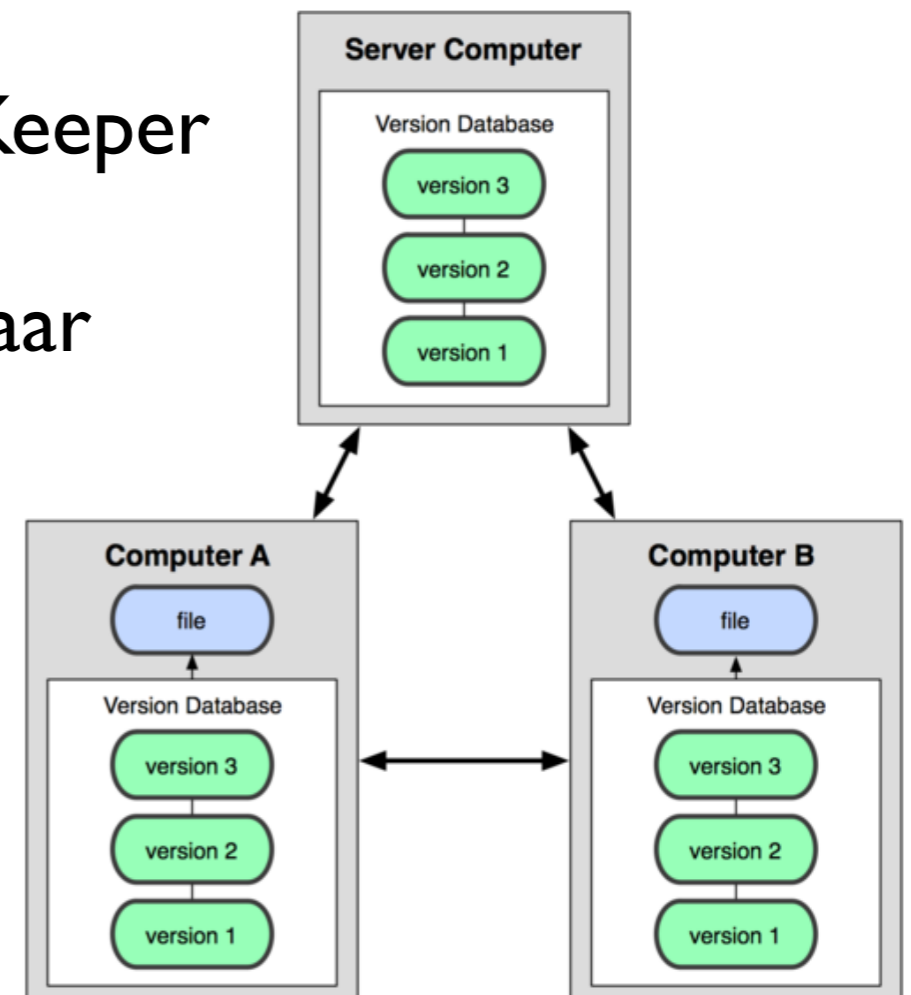 Keeper
aar
Server Computer
Version Database
version 3
version 2
version 1
Computer A
file
Version Database
version 3
version 2
version 1
Computer B
file
Version Database
version 3
version 2
version 1